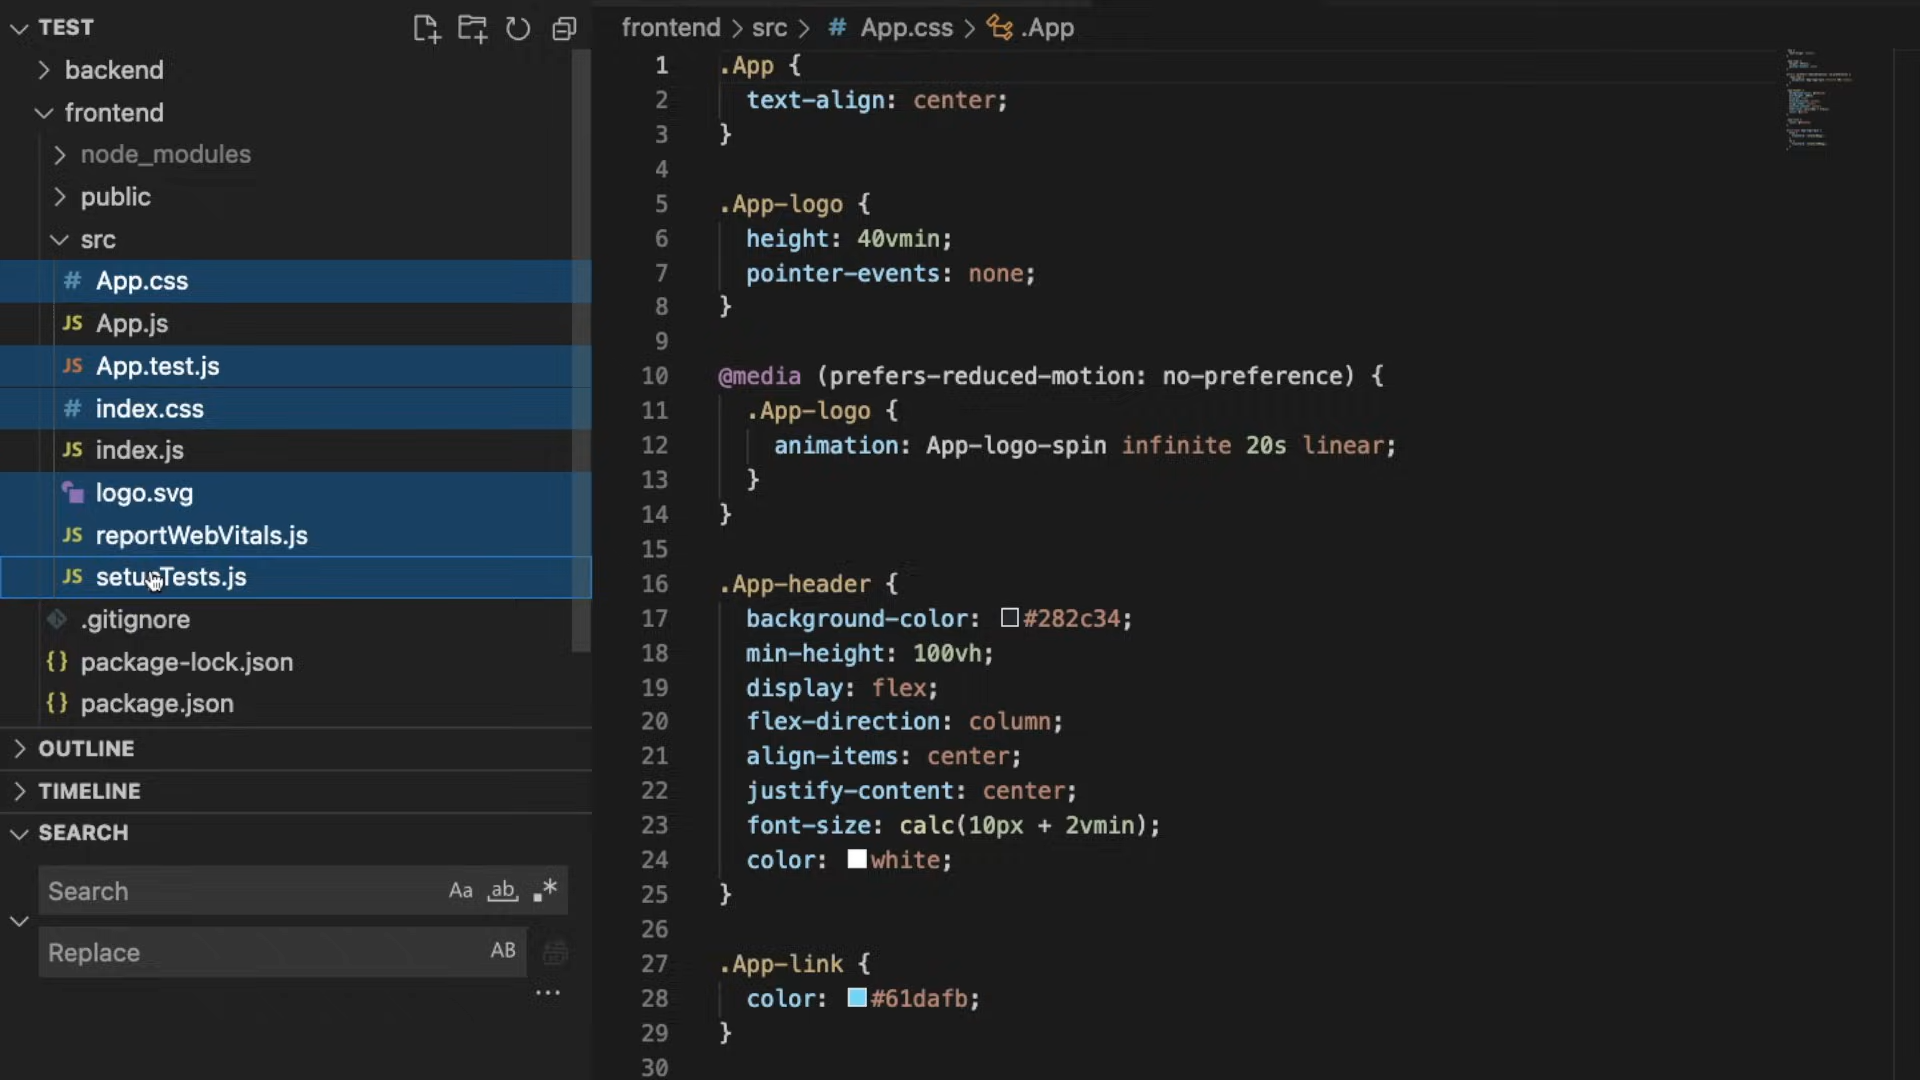 TEST
backend
frontend
node_modules
public
src
# App.css
JS App.js
JS App.test.js
# index.css
JS index.js
logo.svg
JS reportWebVitals.js
JS setupTests.js
.gitignore
{} package-lock.json
{} package.json
OUTLINE
TIMELINE
SEARCH
Search Aa ab .*
Replace AB
...
frontend > src > # App.css > .App
1 .App {
2 text-align: center;
3 }
4
5 .App-logo {
6 height: 40vmin;
7 pointer-events: none;
8 }
9
10 @media (prefers-reduced-motion: no-preference) {
11 .App-logo {
12 animation: App-logo-spin infinite 20s linear;
13 }
14 }
15
16 .App-header {
17 background-color: #282c34;
18 min-height: 100vh;
19 display: flex;
20 flex-direction: column;
21 align-items: center;
22 justify-content: center;
23 font-size: calc(10px + 2vmin);
24 color: white;
25 }
26
27 .App-link {
28 color: #61dafb;
29 }
30